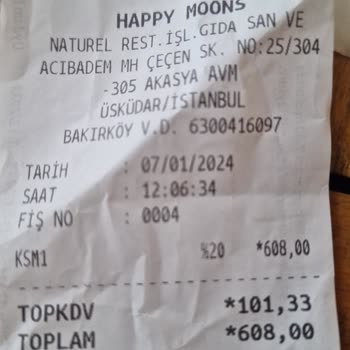 HAPPY MOONS
NATUREL REST.İŞL.GIDA SAN VE
ACIBADEM MH ÇEÇEN SK. NO:25/304
-305 AKASYA AVM
ÜSKÜDAR/İSTANBUL
BAKIRKÖY V.D. 6300416097
TARİH : 07/01/2024
SAAT : 12:06:34
FİŞ NO : 0004
KSM1 %20 *608,00
TOPKDV *101,33
TOPLAM *608,00